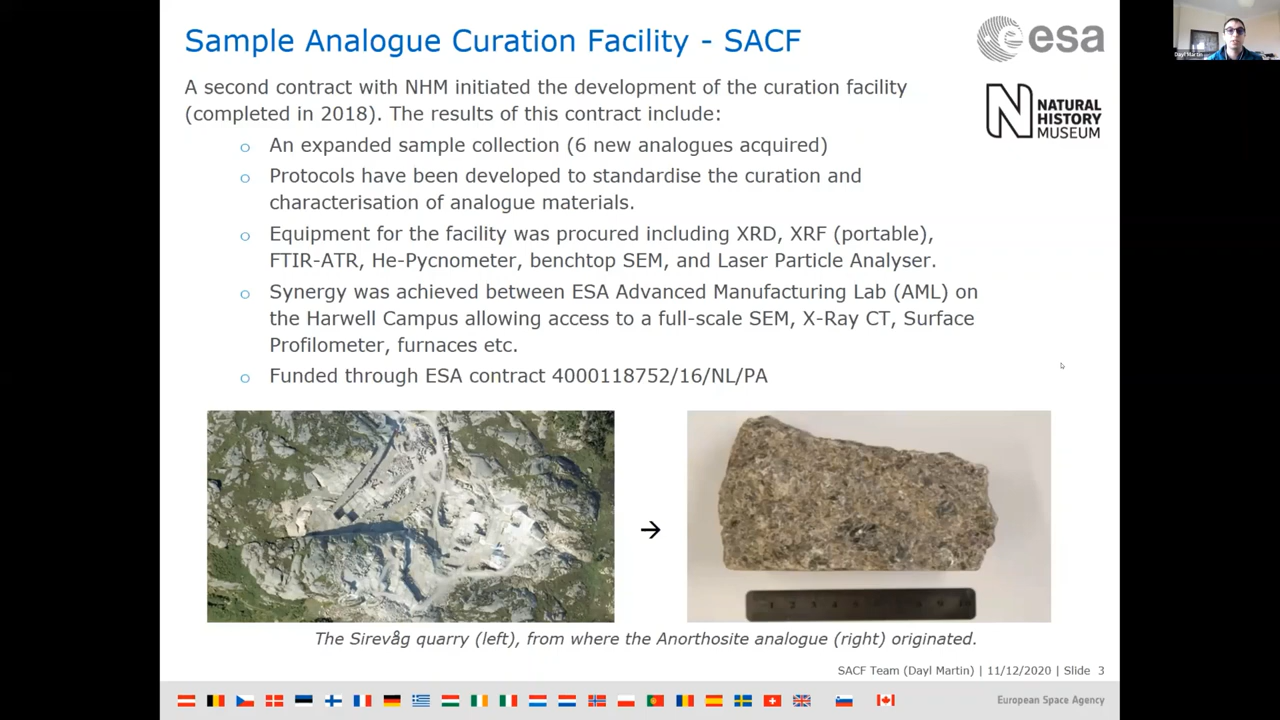 Sample Analogue Curation Facility - SACF
esa
Dayl Martin
A second contract with NHM initiated the development of the curation facility
(completed in 2018). The results of this contract include:
NATURAL
HISTORY
MUSEUM
o An expanded sample collection (6 new analogues acquired)
o Protocols have been developed to standardise the curation and
characterisation of analogue materials.
o Equipment for the facility was procured including XRD, XRF (portable),
FTIR-ATR, He-Pycnometer, benchtop SEM, and Laser Particle Analyser.
o Synergy was achieved between ESA Advanced Manufacturing Lab (AML) on
the Harwell Campus allowing access to a full-scale SEM, X-Ray CT, Surface
Profilometer, furnaces etc.
o Funded through ESA contract 4000118752/16/NL/PA
→
The Sirevåg quarry (left), from where the Anorthosite analogue (right) originated.
SACF Team (Dayl Martin) | 11/12/2020 | Slide 3
European Space Agency